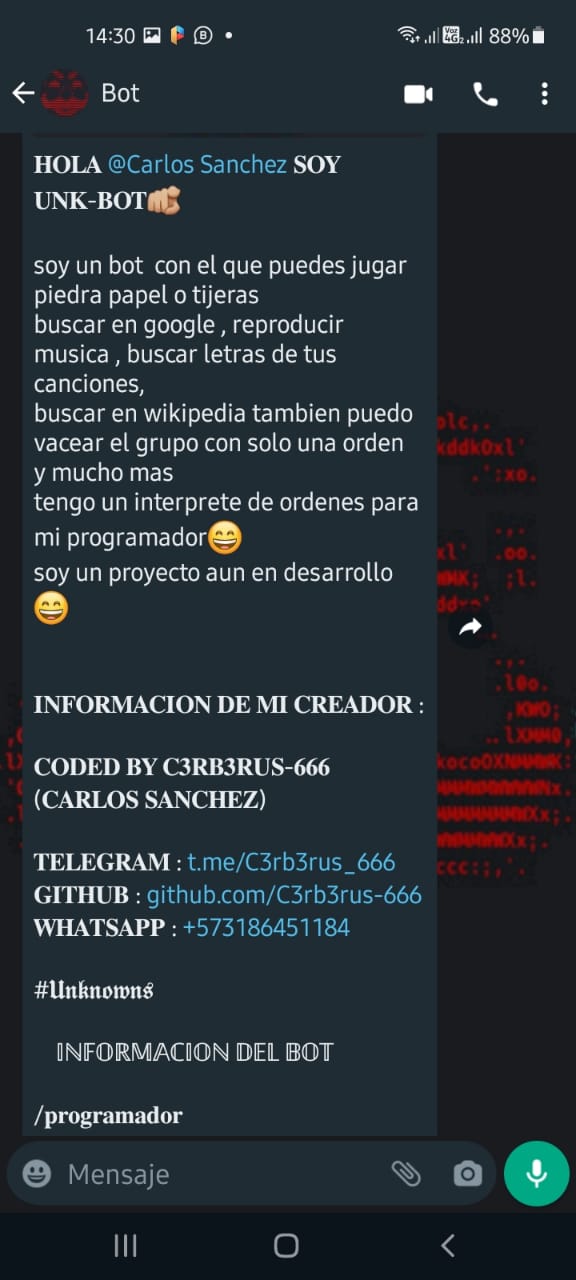 14:30 88%
Bot
HOLA @Carlos Sanchez SOY
UNK-BOT
soy un bot con el que puedes jugar
piedra papel o tijeras
buscar en google , reproducir
musica , buscar letras de tus
canciones,
buscar en wikipedia tambien puedo
vacear el grupo con solo una orden
y mucho mas
tengo un interprete de ordenes para
mi programador😄
soy un proyecto aun en desarrollo
😄
INFORMACION DE MI CREADOR :
CODED BY C3RB3RUS-666
(CARLOS SANCHEZ)
TELEGRAM : t.me/C3rb3rus_666
GITHUB : github.com/C3rb3rus-666
WHATSAPP : +573186451184
#𝖀𝖓𝖐𝖓𝖔𝖜𝖓𝖘
𝕀ℕ𝔽𝕆ℝ𝕄𝔸ℂ𝕀𝕆ℕ 𝔻𝔼𝕃 𝔹𝕆𝕋
/programador
Mensaje